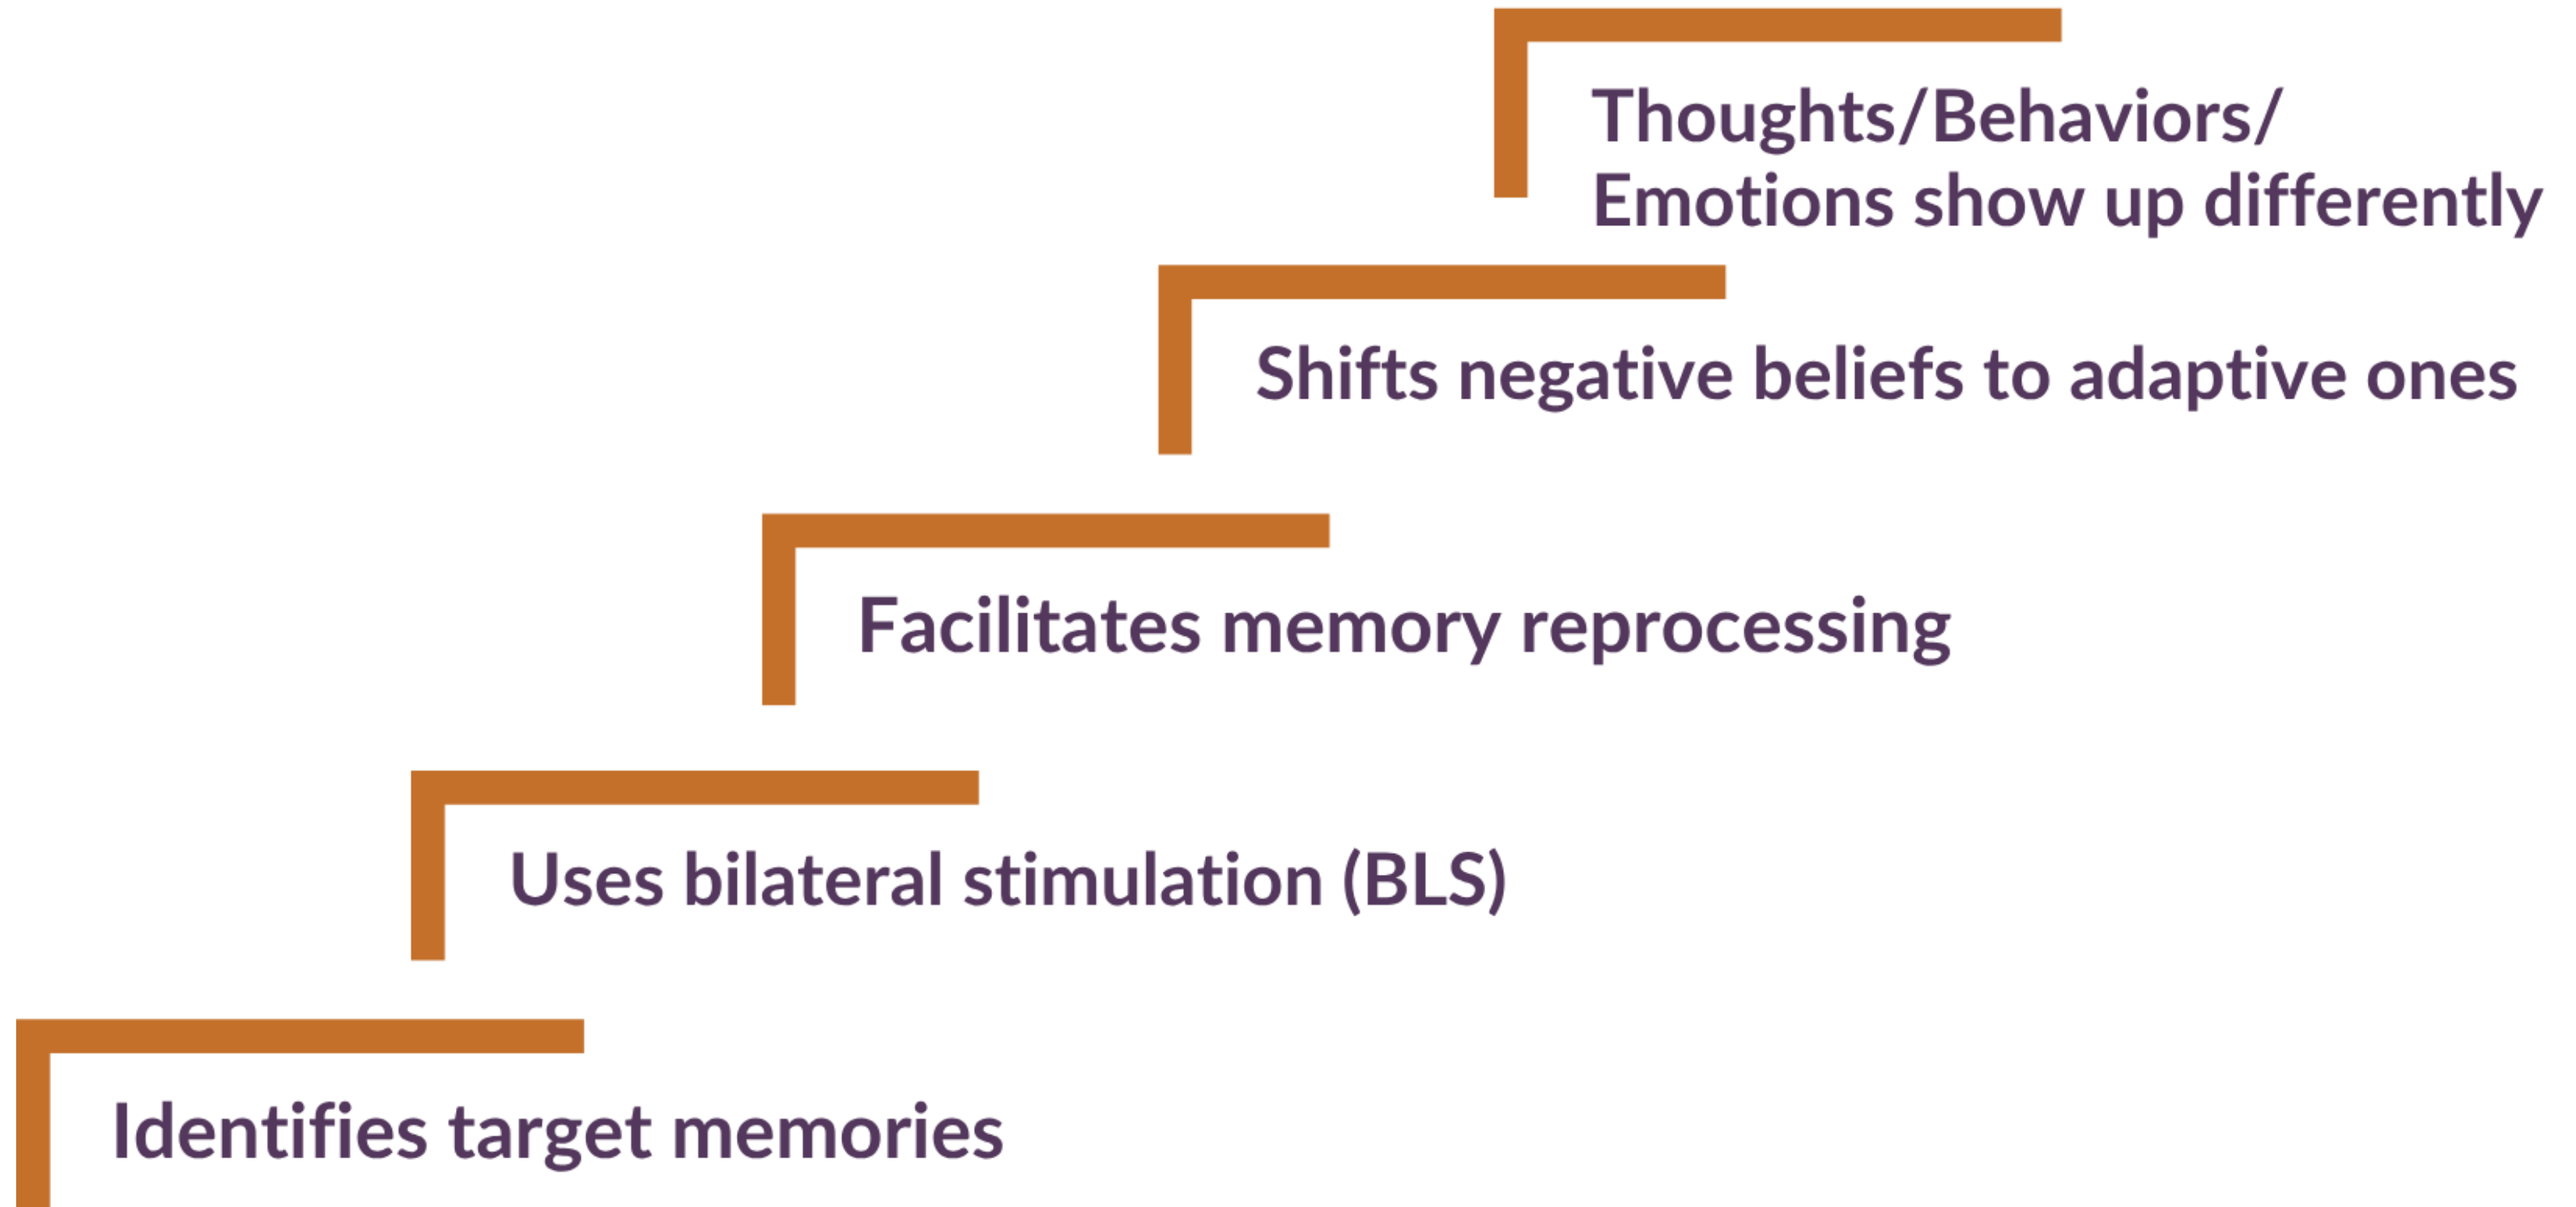 Thoughts/Behaviors/
Emotions show up differently
Shifts negative beliefs to adaptive ones
Facilitates memory reprocessing
Uses bilateral stimulation (BLS)
Identifies target memories